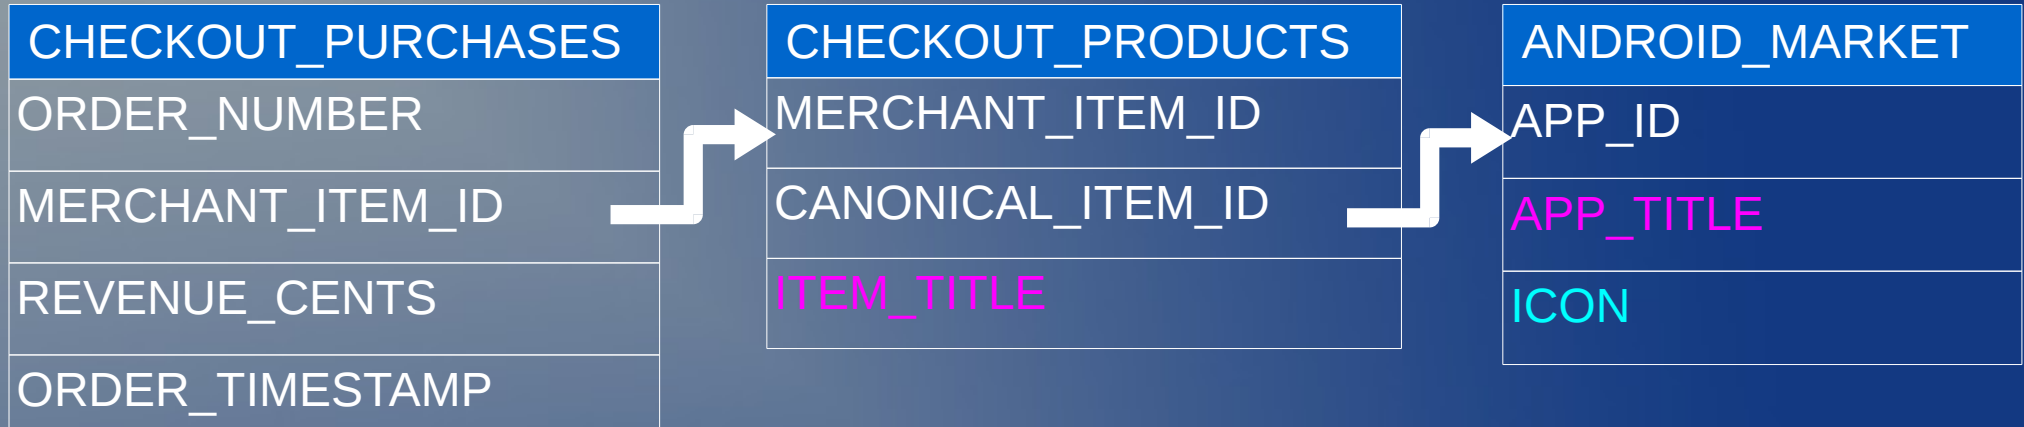 CHECKOUT_PURCHASES
ORDER_NUMBER
MERCHANT_ITEM_ID
REVENUE_CENTS
ORDER_TIMESTAMP
CHECKOUT_PRODUCTS
MERCHANT_ITEM_ID
CANONICAL_ITEM_ID
ITEM_TITLE
ANDROID_MARKET
APP_ID
APP_TITLE
ICON